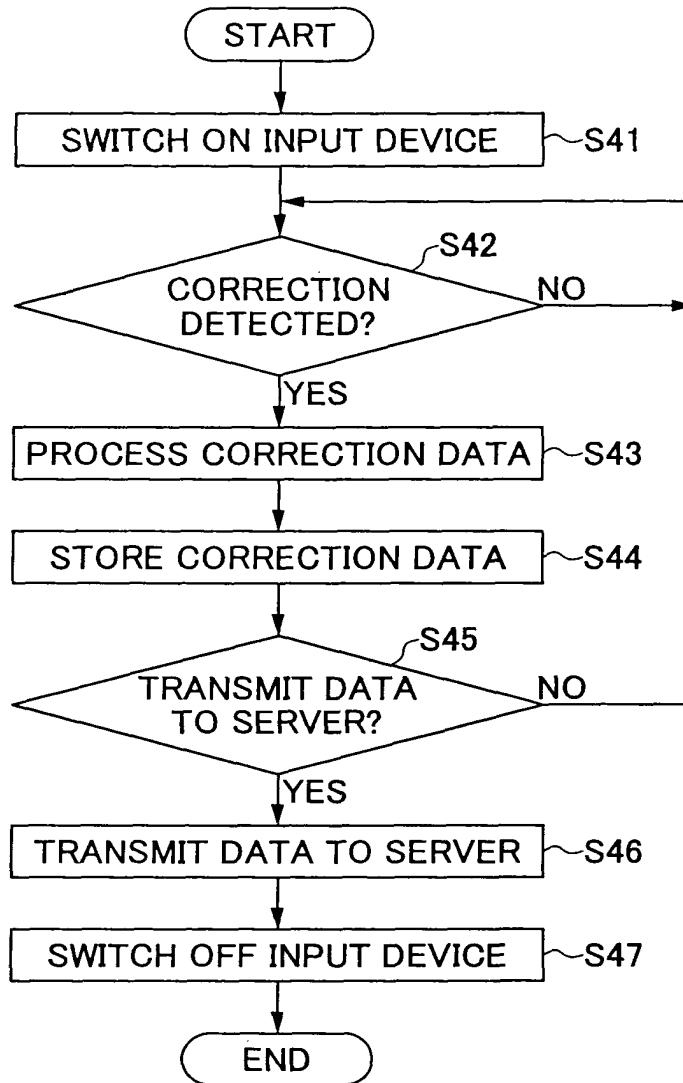 START
SWITCH ON INPUT DEVICE
S41
S42
CORRECTION
DETECTED?
NO
YES
PROCESS CORRECTION DATA
S43
STORE CORRECTION DATA
S44
S45
TRANSMIT DATA
TO SERVER?
NO
YES
TRANSMIT DATA TO SERVER
S46
SWITCH OFF INPUT DEVICE
S47
END